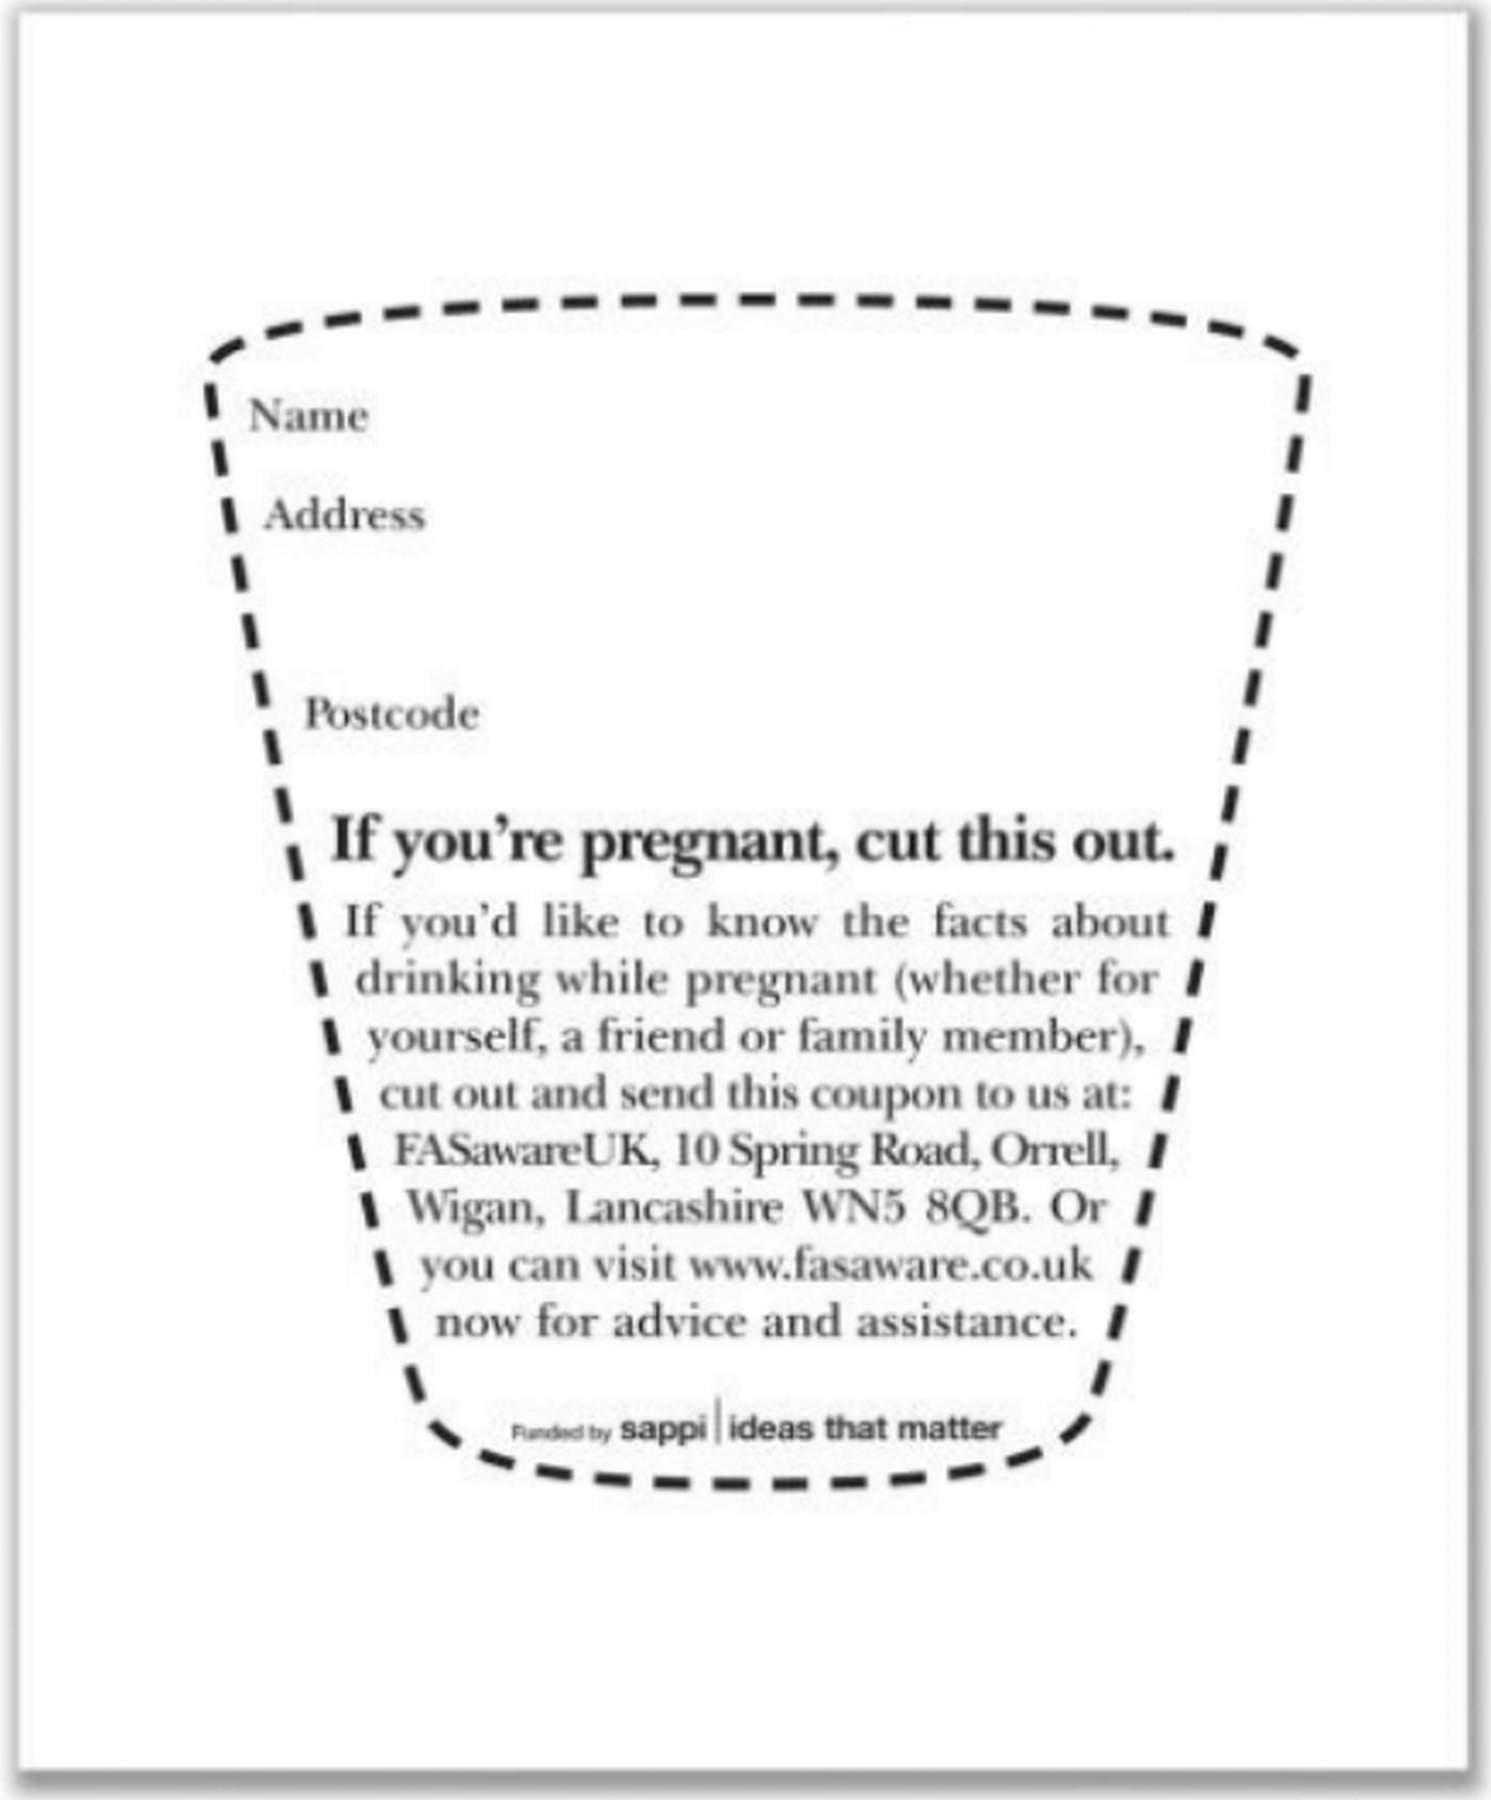 Name
Address
Postcode
If you're pregnant, cut this out.
If you'd like to know the facts about
drinking while pregnant (whether for
yourself, a friend or family member),
cut out and send this coupon to us at:
FASawareUK, 10 Spring Road, Orrell,
Wigan, Lancashire WN5 8QB. Or
you can visit www.fasaware.co.uk
now for advice and assistance.
Funded by sappi | ideas that matter